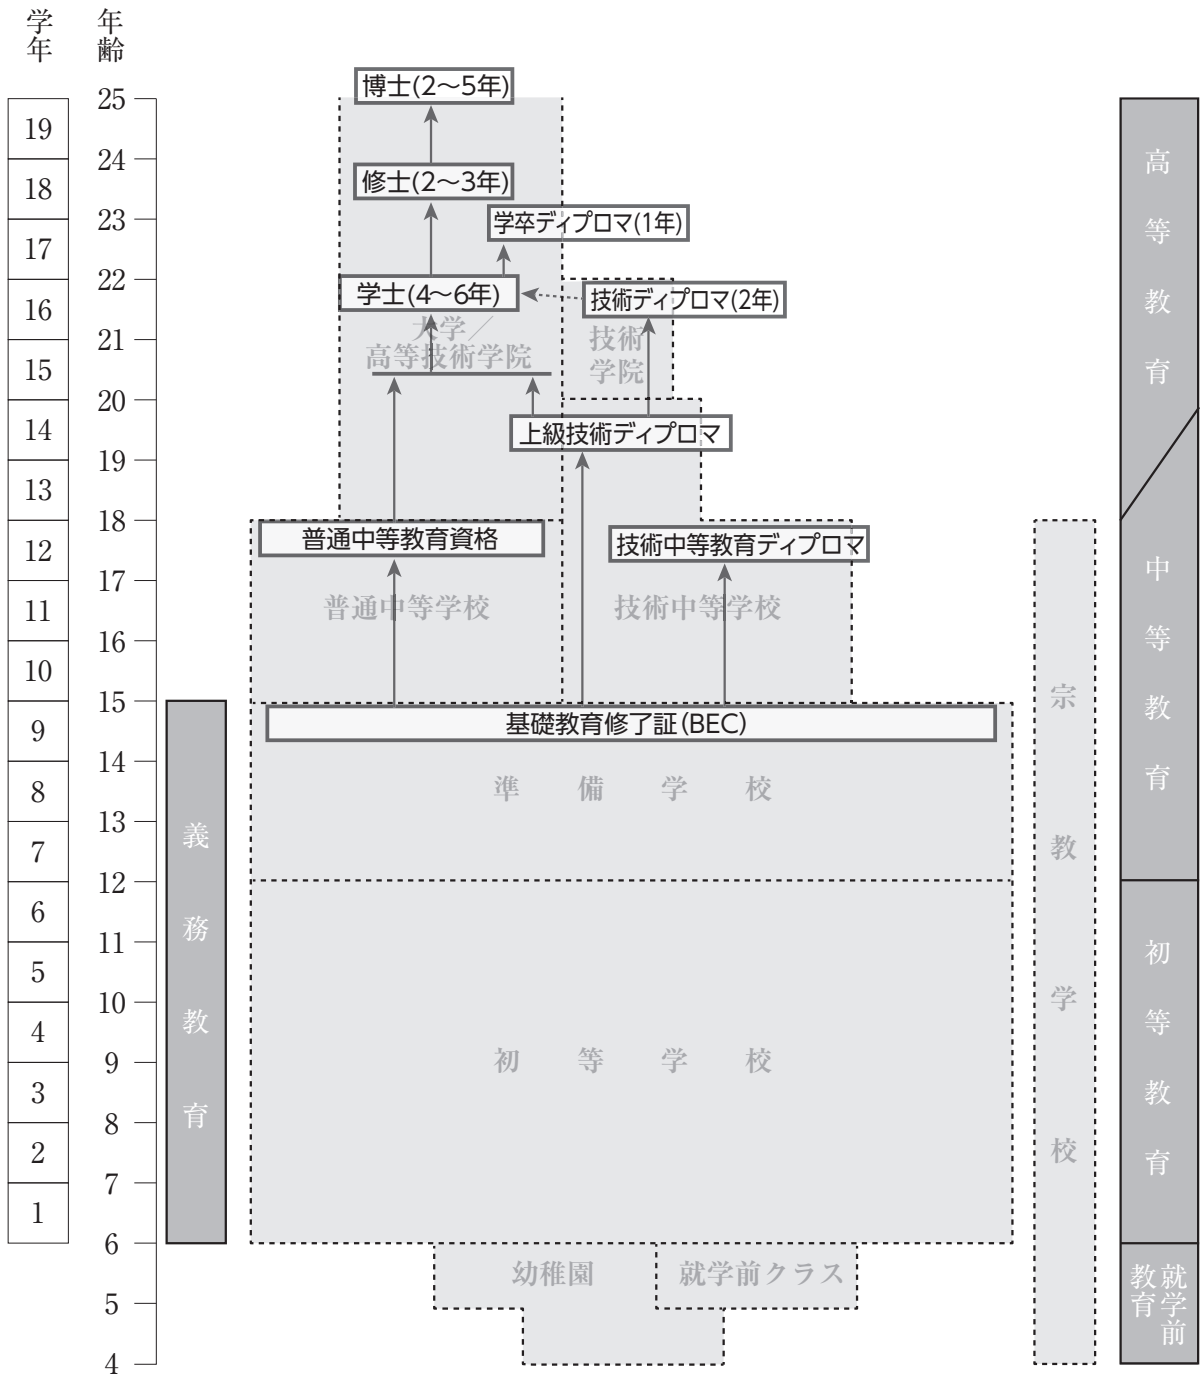 学年
年齢
博士(2〜5年)
修士(2〜3年)
学卒ディプロマ(1年)
学士(4〜6年)
技術ディプロマ(2年)
大学／
高等技術学院
技術
学院
上級技術ディプロマ
普通中等教育資格
技術中等教育ディプロマ
普通中等学校
技術中等学校
基礎教育修了証(BEC)
準備学校
初等学校
幼稚園
就学前クラス
19
18
17
16
15
14
13
12
11
10
9
8
7
6
5
4
3
2
1
25
24
23
22
21
20
19
18
17
16
15
14
13
12
11
10
9
8
7
6
5
4
義務教育
宗教学校
高等教育
中等教育
初等教育
就学前
教育